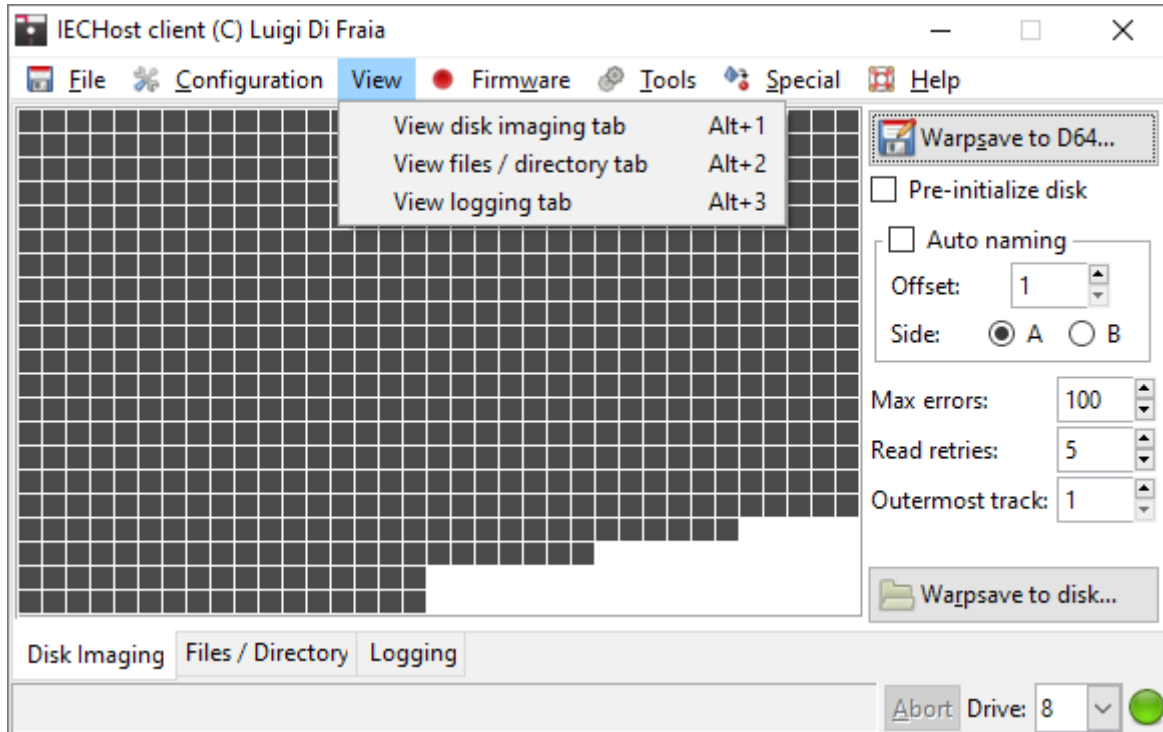 IECHost client (C) Luigi Di Fraia
File Configuration View Firmware Tools Special Help
View disk imaging tab Alt+1
View files / directory tab Alt+2
View logging tab Alt+3
Warpsave to D64...
Pre-initialize disk
Auto naming
Offset: 1
Side: A B
Max errors: 100
Read retries: 5
Outermost track: 1
Warpsave to disk...
Disk Imaging Files / Directory Logging
Abort Drive: 8